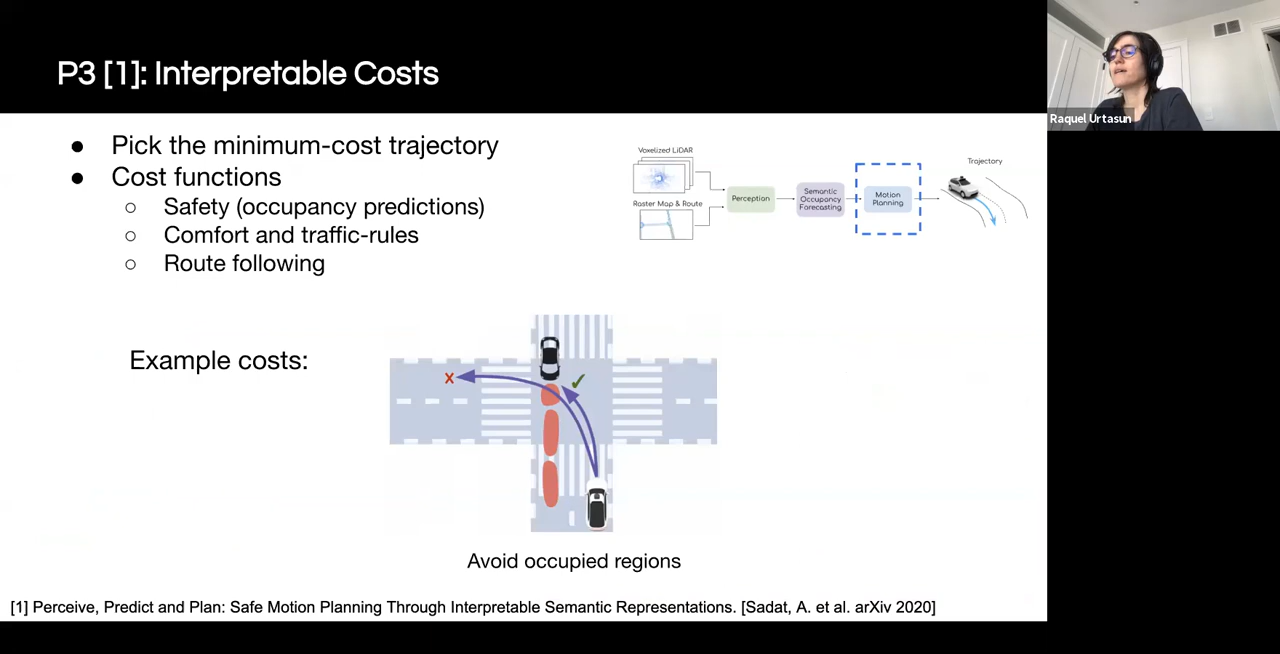 P3 [1]: Interpretable Costs
Raquel Urtasun
● Pick the minimum-cost trajectory
● Cost functions
○ Safety (occupancy predictions)
○ Comfort and traffic-rules
○ Route following
Voxelized LiDAR
Raster Map & Route
Perception
Semantic
Occupancy
Forecasting
Motion
Planning
Trajectory
Example costs:
x
✓
Avoid occupied regions
[1] Perceive, Predict and Plan: Safe Motion Planning Through Interpretable Semantic Representations. [Sadat, A. et al. arXiv 2020]